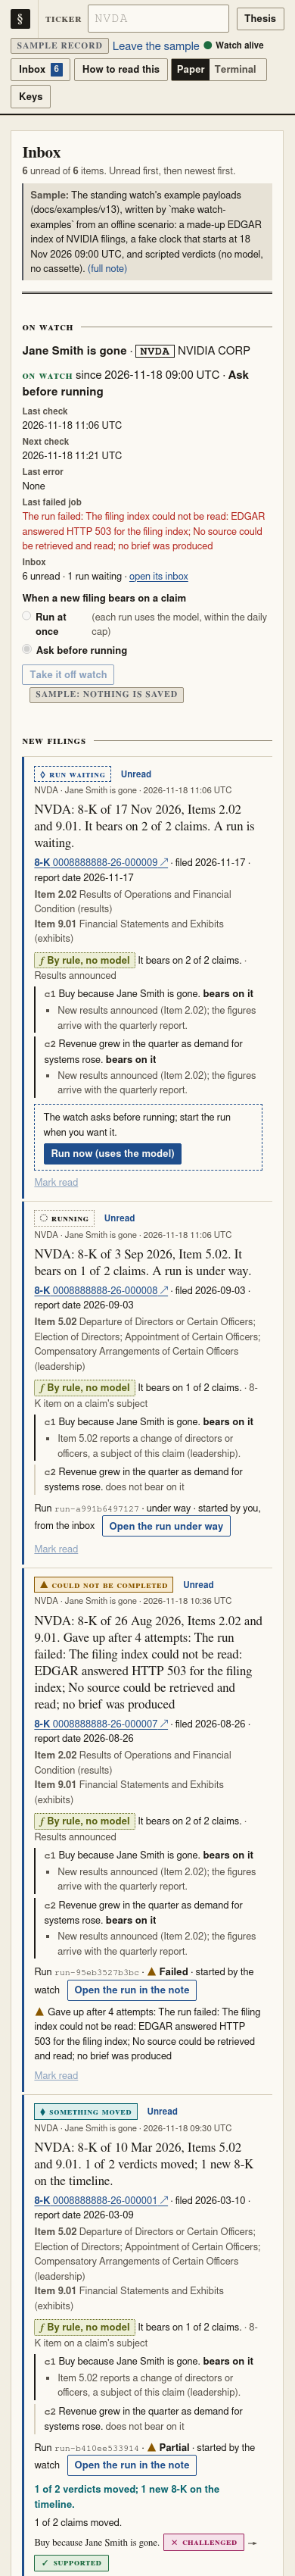 § TICKER NVDA Thesis
SAMPLE RECORD Leave the sample Watch alive
Inbox 6 How to read this Paper Terminal
Keys
Inbox
6 unread of 6 items. Unread first, then newest first.
Sample: The standing watch's example payloads
(docs/examples/v13), written by `make watch-
examples` from an offline scenario: a made-up EDGAR
index of NVIDIA filings, a fake clock that starts at 18
Nov 2026 09:00 UTC, and scripted verdicts (no model,
no cassette). (full note)
ON WATCH
Jane Smith is gone · NVDA NVIDIA CORP
ON WATCH since 2026-11-18 09:00 UTC · Ask
before running
Last check
2026-11-18 11:06 UTC
Next check
2026-11-18 11:21 UTC
Last error
None
Last failed job
The run failed: The filing index could not be read: EDGAR
answered HTTP 503 for the filing index; No source could
be retrieved and read; no brief was produced
Inbox
6 unread · 1 run waiting · open its inbox
When a new filing bears on a claim
Run at once (each run uses the model, within the daily cap)
Ask before running
Take it off watch
SAMPLE: NOTHING IS SAVED
NEW FILINGS
◊ RUN WAITING Unread
NVDA · Jane Smith is gone · 2026-11-18 11:06 UTC
NVDA: 8-K of 17 Nov 2026, Items 2.02
and 9.01. It bears on 2 of 2 claims. A run is
waiting.
8-K 0008888888-26-000009 ↗ · filed 2026-11-17 ·
report date 2026-11-17
Item 2.02 Results of Operations and Financial
Condition (results)
Item 9.01 Financial Statements and Exhibits
(exhibits)
ƒ By rule, no model It bears on 2 of 2 claims. ·
Results announced
c1 Buy because Jane Smith is gone. bears on it
▪ New results announced (Item 2.02); the figures
arrive with the quarterly report.
c2 Revenue grew in the quarter as demand for
systems rose. bears on it
▪ New results announced (Item 2.02); the figures
arrive with the quarterly report.
The watch asks before running; start the run
when you want it.
Run now (uses the model)
Mark read
○ RUNNING Unread
NVDA · Jane Smith is gone · 2026-11-18 11:06 UTC
NVDA: 8-K of 3 Sep 2026, Item 5.02. It
bears on 1 of 2 claims. A run is under way.
8-K 0008888888-26-000008 ↗ · filed 2026-09-03 ·
report date 2026-09-03
Item 5.02 Departure of Directors or Certain Officers;
Election of Directors; Appointment of Certain Officers;
Compensatory Arrangements of Certain Officers
(leadership)
ƒ By rule, no model It bears on 1 of 2 claims. · 8-
K item on a claim's subject
c1 Buy because Jane Smith is gone. bears on it
▪ Item 5.02 reports a change of directors or
officers, a subject of this claim (leadership).
c2 Revenue grew in the quarter as demand for
systems rose. does not bear on it
Run run-a991b6497127 · under way · started by you,
from the inbox Open the run under way
Mark read
▲ COULD NOT BE COMPLETED Unread
NVDA · Jane Smith is gone · 2026-11-18 10:36 UTC
NVDA: 8-K of 26 Aug 2026, Items 2.02 and
9.01. Gave up after 4 attempts: The run
failed: The filing index could not be read:
EDGAR answered HTTP 503 for the filing
index; No source could be retrieved and
read; no brief was produced
8-K 0008888888-26-000007 ↗ · filed 2026-08-26 ·
report date 2026-08-26
Item 2.02 Results of Operations and Financial
Condition (results)
Item 9.01 Financial Statements and Exhibits
(exhibits)
ƒ By rule, no model It bears on 2 of 2 claims. ·
Results announced
c1 Buy because Jane Smith is gone. bears on it
▪ New results announced (Item 2.02); the figures
arrive with the quarterly report.
c2 Revenue grew in the quarter as demand for
systems rose. bears on it
▪ New results announced (Item 2.02); the figures
arrive with the quarterly report.
Run run-95eb3527b3bc · ▲ Failed · started by the
watch Open the run in the note
▲ Gave up after 4 attempts: The run failed: The filing
index could not be read: EDGAR answered HTTP
503 for the filing index; No source could be retrieved
and read; no brief was produced
Mark read
♦ SOMETHING MOVED Unread
NVDA · Jane Smith is gone · 2026-11-18 09:30 UTC
NVDA: 8-K of 10 Mar 2026, Items 5.02
and 9.01. 1 of 2 verdicts moved; 1 new 8-K
on the timeline.
8-K 0008888888-26-000001 ↗ · filed 2026-03-10 ·
report date 2026-03-09
Item 5.02 Departure of Directors or Certain Officers;
Election of Directors; Appointment of Certain Officers;
Compensatory Arrangements of Certain Officers
(leadership)
Item 9.01 Financial Statements and Exhibits
(exhibits)
ƒ By rule, no model It bears on 1 of 2 claims. · 8-
K item on a claim's subject
c1 Buy because Jane Smith is gone. bears on it
▪ Item 5.02 reports a change of directors or
officers, a subject of this claim (leadership).
c2 Revenue grew in the quarter as demand for
systems rose. does not bear on it
Run run-b410ee533914 · ▲ Partial · started by the
watch Open the run in the note
1 of 2 verdicts moved; 1 new 8-K on the
timeline.
1 of 2 claims moved.
Buy because Jane Smith is gone. × CHALLENGED →
✓ SUPPORTED